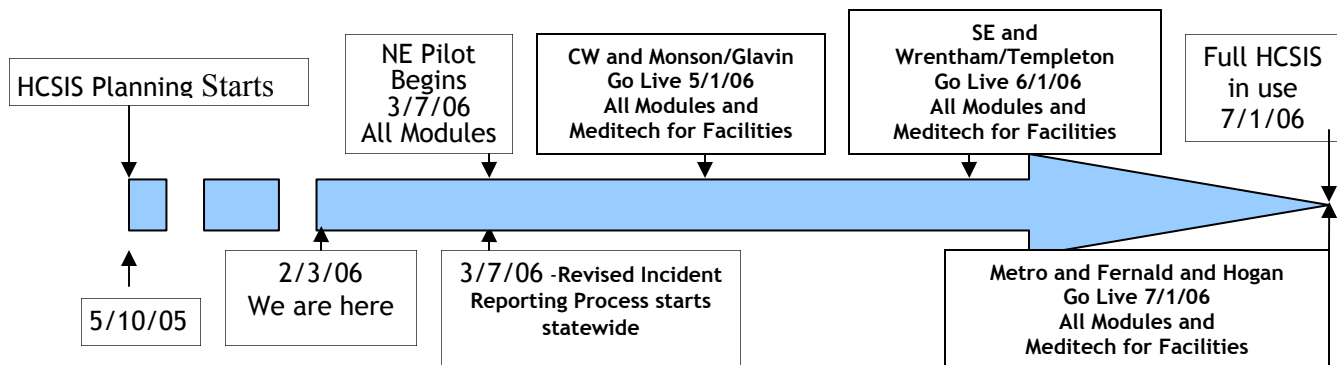 HCSIS Planning Starts
NE Pilot
Begins
3/7/06
All Modules
CW and Monson/Glavin
Go Live 5/1/06
All Modules and
Meditech for Facilities
SE and
Wrentham/Templeton
Go Live 6/1/06
All Modules and
Meditech for Facilities
Full HCSIS
in use
7/1/06
5/10/05
2/3/06
We are here
3/7/06 -Revised Incident
Reporting Process starts
statewide
Metro and Fernald and Hogan
Go Live 7/1/06
All Modules and
Meditech for Facilities